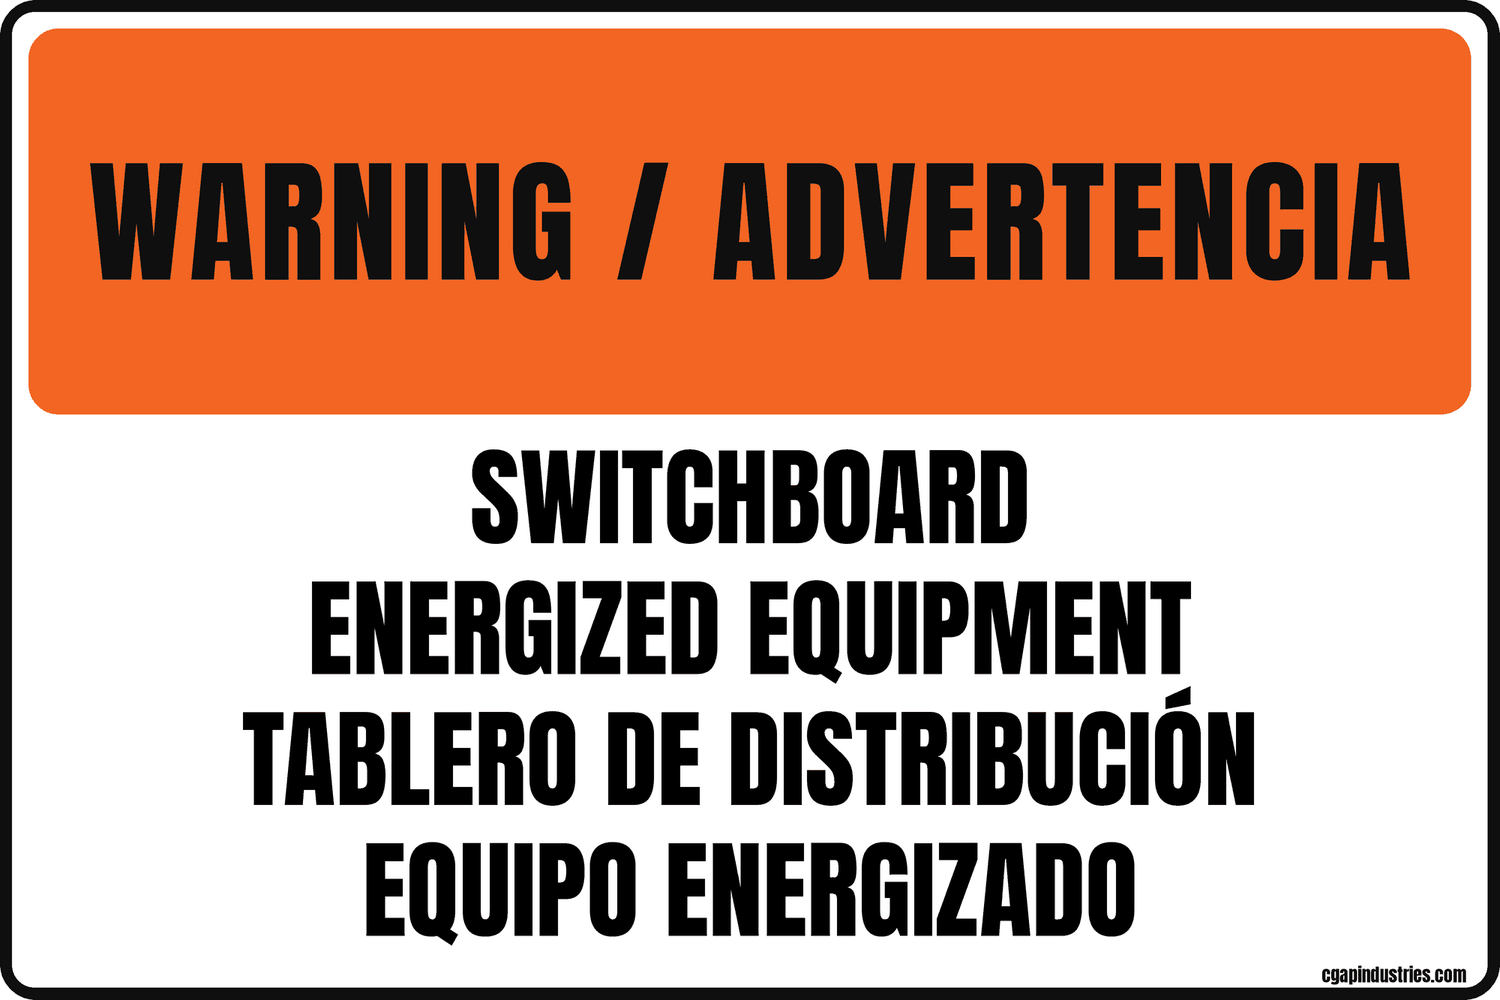 WARNING / ADVERTENCIA
SWITCHBOARD
ENERGIZED EQUIPMENT
TABLERO DE DISTRIBUCIÓN
EQUIPO ENERGIZADO
cgapindustries.com